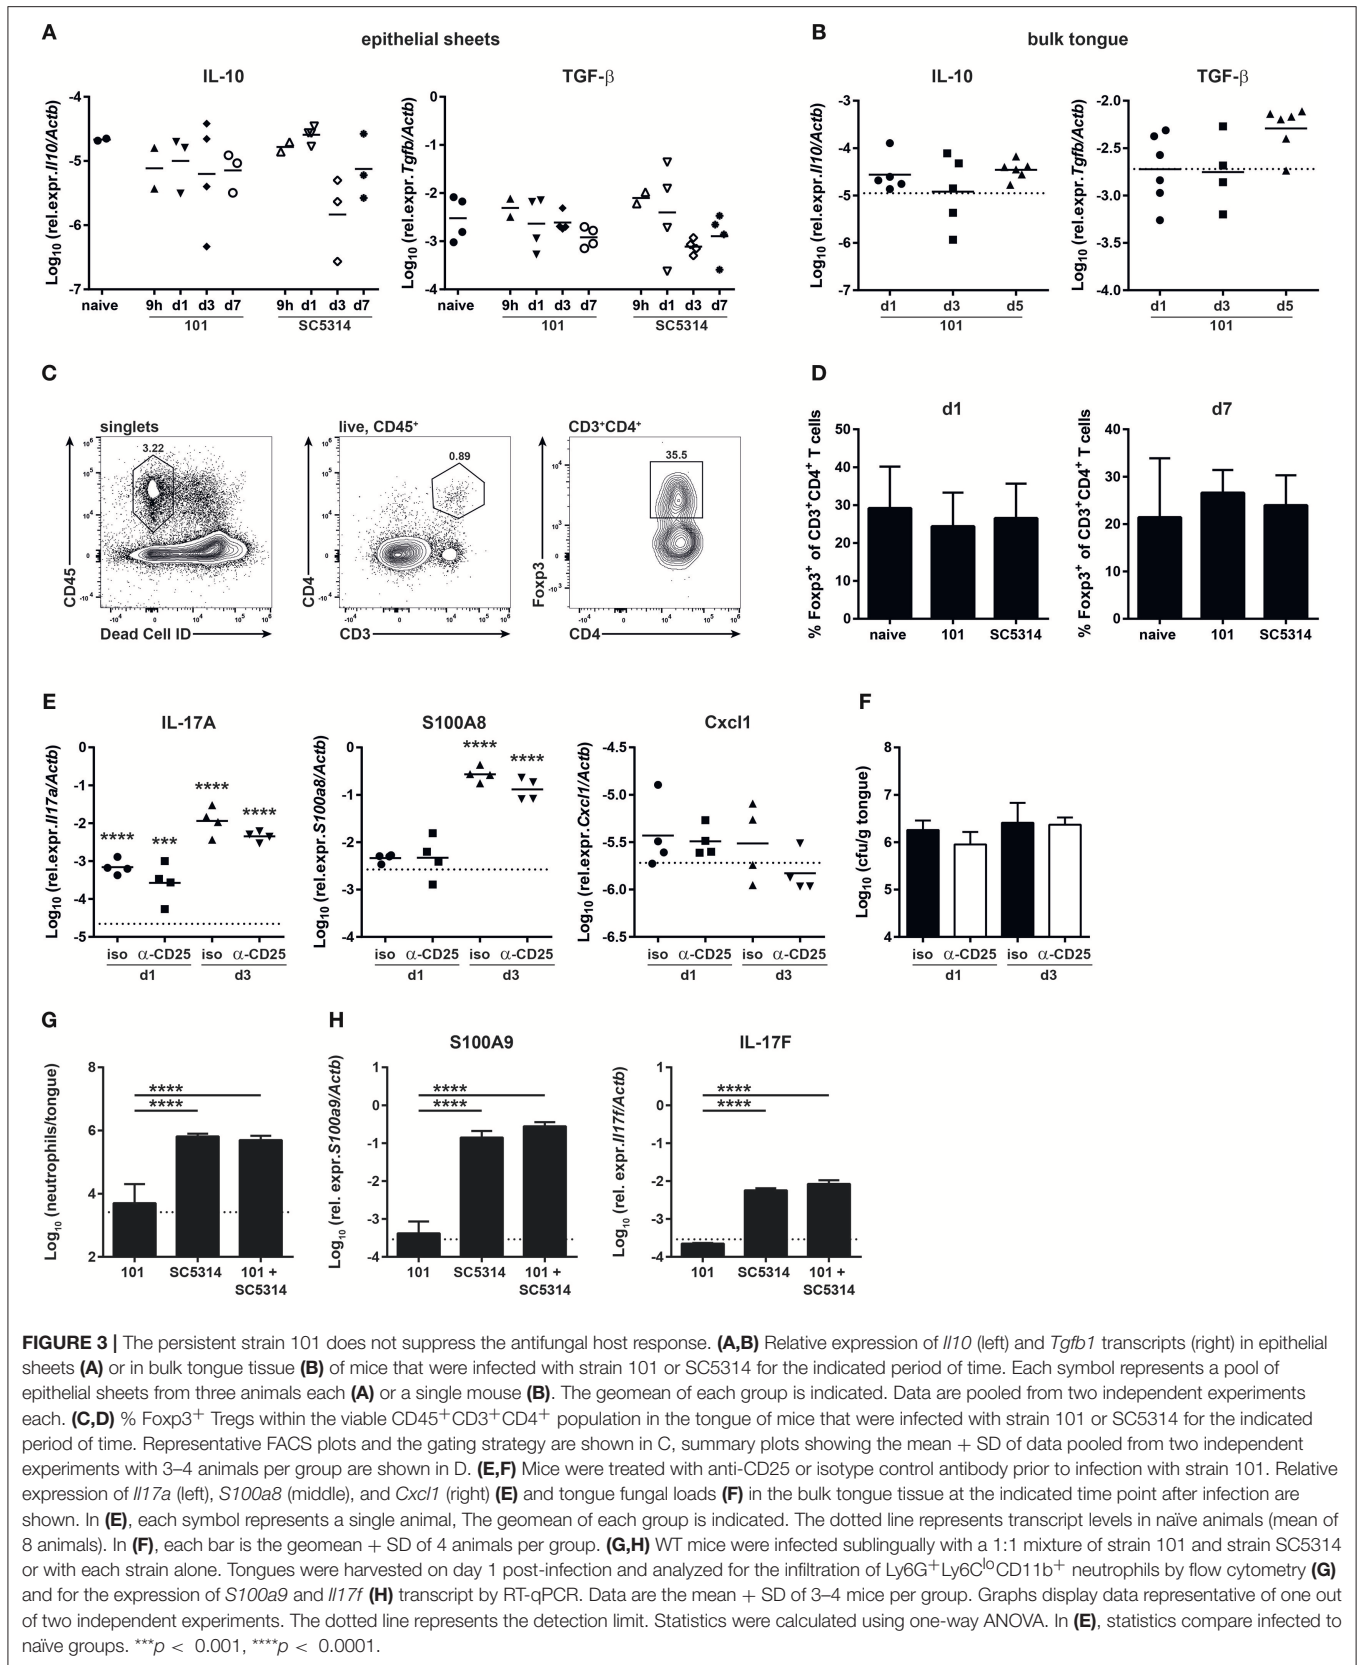 A
epithelial sheets
IL-10
Log10 (rel.expr.Il10/Actb)
-4
-5
-6
-7
naive
9h d1 d3 d7
101
9h d1 d3 d7
SC5314
TGF-β
Log10 (rel.expr.Tgfb/Actb)
0
-1
-2
-3
-4
naive
9h d1 d3 d7
101
9h d1 d3 d7
SC5314
B
bulk tongue
IL-10
Log10 (rel.expr.Il10/Actb)
-3
-4
-5
-6
-7
d1 d3 d5
101
TGF-β
Log10 (rel.expr.Tgfb/Actb)
-2.0
-2.5
-3.0
-3.5
-4.0
d1 d3 d5
101
C
singlets
3.22
CD45
Dead Cell ID
live, CD45⁺
0.89
CD4
CD3
CD3⁺CD4⁺
35.5
Foxp3
CD4
D
d1
% Foxp3⁺ of CD3⁺CD4⁺ T cells
50
40
30
20
10
0
naive 101 SC5314
d7
% Foxp3⁺ of CD3⁺CD4⁺ T cells
40
30
20
10
0
naive 101 SC5314
E
IL-17A
Log10 (rel.expr.Il17a/Actb)
0
-1
-2
-3
-4
-5
**** *** **** ****
iso α-CD25 iso α-CD25
d1 d3
S100A8
Log10 (rel.expr.S100a8/Actb)
0
-1
-2
-3
-4
**** ****
iso α-CD25 iso α-CD25
d1 d3
Cxcl1
Log10 (rel.expr.Cxcl1/Actb)
-4.5
-5.0
-5.5
-6.0
-6.5
iso α-CD25 iso α-CD25
d1 d3
F
Log10 (cfu/g tongue)
8
7
6
5
4
iso α-CD25 iso α-CD25
d1 d3
G
Log10 (neutrophils/tongue)
8
6
4
2
****
****
101 SC5314 101 +
SC5314
H
S100A9
Log10 (rel. expr.S100a9/Actb)
1
0
-1
-2
-3
-4
****
****
101 SC5314 101 +
SC5314
IL-17F
Log10 (rel. expr.Il17f/Actb)
1
0
-1
-2
-3
-4
****
****
101 SC5314 101 +
SC5314
FIGURE 3 | The persistent strain 101 does not suppress the antifungal host response. (A,B) Relative expression of Il10 (left) and Tgfb1 transcripts (right) in epithelial
sheets (A) or in bulk tongue tissue (B) of mice that were infected with strain 101 or SC5314 for the indicated period of time. Each symbol represents a pool of
epithelial sheets from three animals each (A) or a single mouse (B). The geomean of each group is indicated. Data are pooled from two independent experiments
each. (C,D) % Foxp3⁺ Tregs within the viable CD45⁺CD3⁺CD4⁺ population in the tongue of mice that were infected with strain 101 or SC5314 for the indicated
period of time. Representative FACS plots and the gating strategy are shown in C, summary plots showing the mean + SD of data pooled from two independent
experiments with 3–4 animals per group are shown in D. (E,F) Mice were treated with anti-CD25 or isotype control antibody prior to infection with strain 101. Relative
expression of Il17a (left), S100a8 (middle), and Cxcl1 (right) (E) and tongue fungal loads (F) in the bulk tongue tissue at the indicated time point after infection are
shown. In (E), each symbol represents a single animal, The geomean of each group is indicated. The dotted line represents transcript levels in naïve animals (mean of
8 animals). In (F), each bar is the geomean + SD of 4 animals per group. (G,H) WT mice were infected sublingually with a 1:1 mixture of strain 101 and strain SC5314
or with each strain alone. Tongues were harvested on day 1 post-infection and analyzed for the infiltration of Ly6G⁺Ly6CˡᵒCD11b⁺ neutrophils by flow cytometry (G)
and for the expression of S100a9 and Il17f (H) transcript by RT-qPCR. Data are the mean + SD of 3–4 mice per group. Graphs display data representative of one out
of two independent experiments. The dotted line represents the detection limit. Statistics were calculated using one-way ANOVA. In (E), statistics compare infected to
naïve groups. ***p < 0.001, ****p < 0.0001.